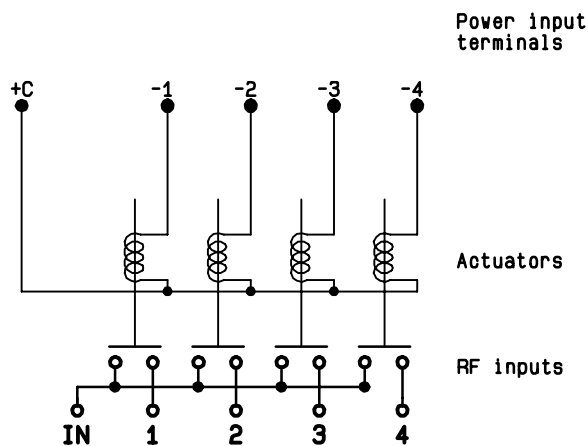 Power input
terminals
+C -1 -2 -3 -4
Actuators
RF inputs
IN 1 2 3 4